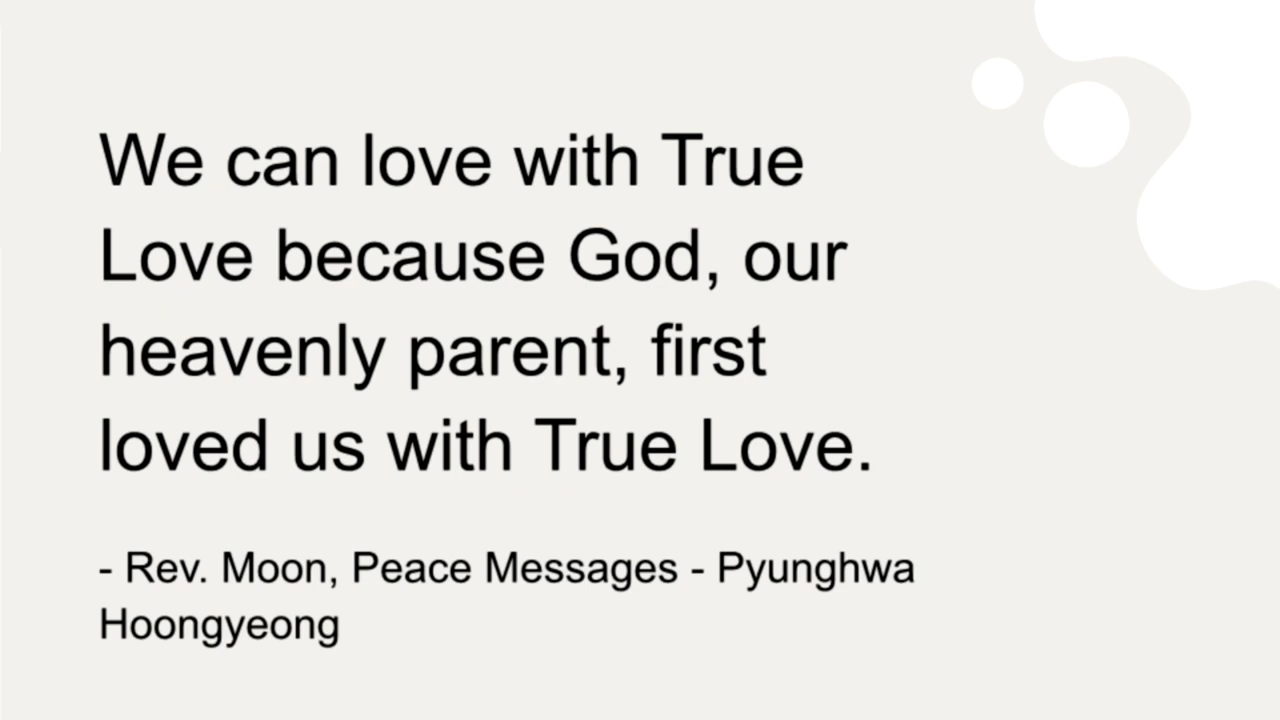 We can love with True
Love because God, our
heavenly parent, first
loved us with True Love.
- Rev. Moon, Peace Messages - Pyunghwa
Hoongyeong